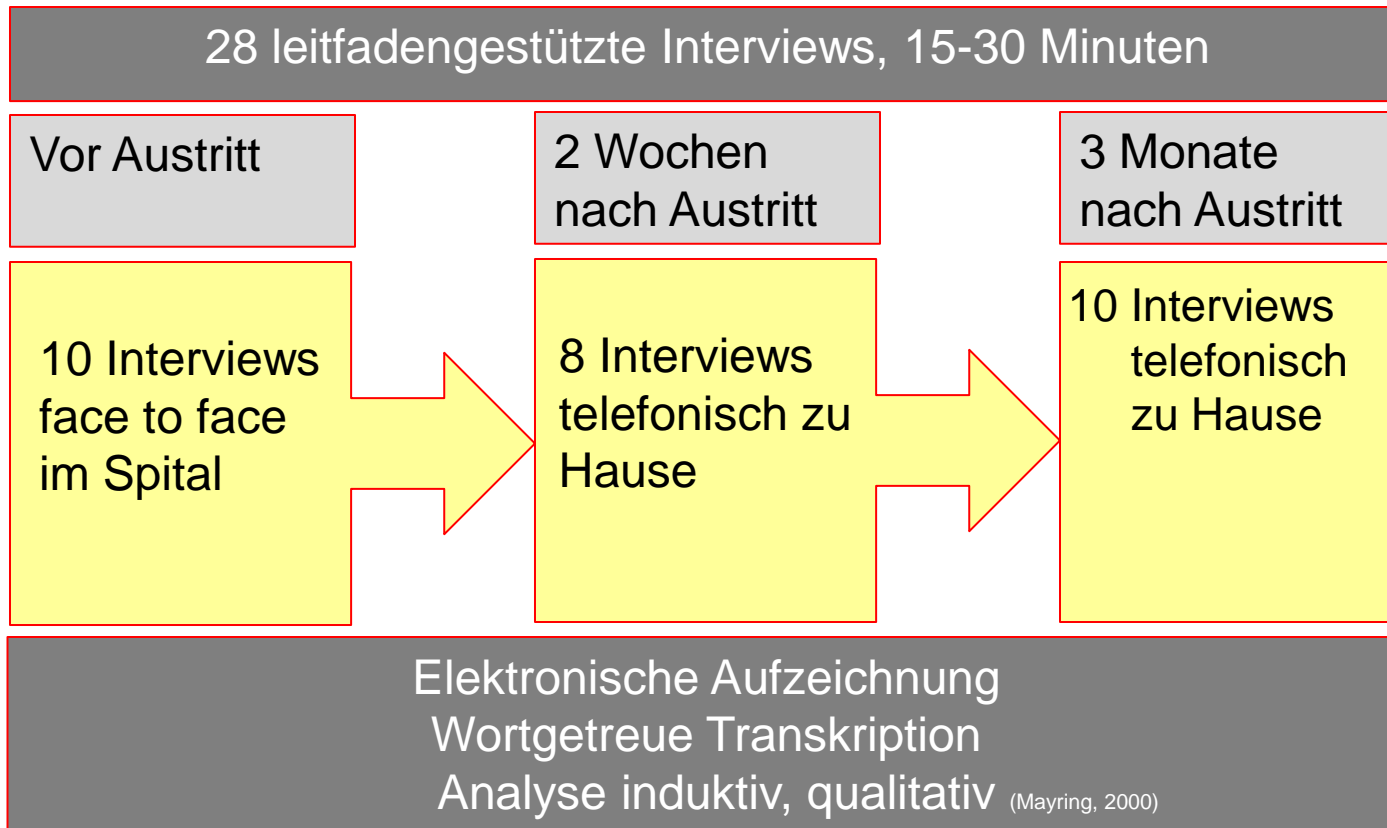 28 leitfadengestützte Interviews, 15-30 Minuten
Vor Austritt
2 Wochen
nach Austritt
3 Monate
nach Austritt
10 Interviews
face to face
im Spital
8 Interviews
telefonisch zu
Hause
10 Interviews
telefonisch
zu Hause
Elektronische Aufzeichnung
Wortgetreue Transkription
Analyse induktiv, qualitativ (Mayring, 2000)